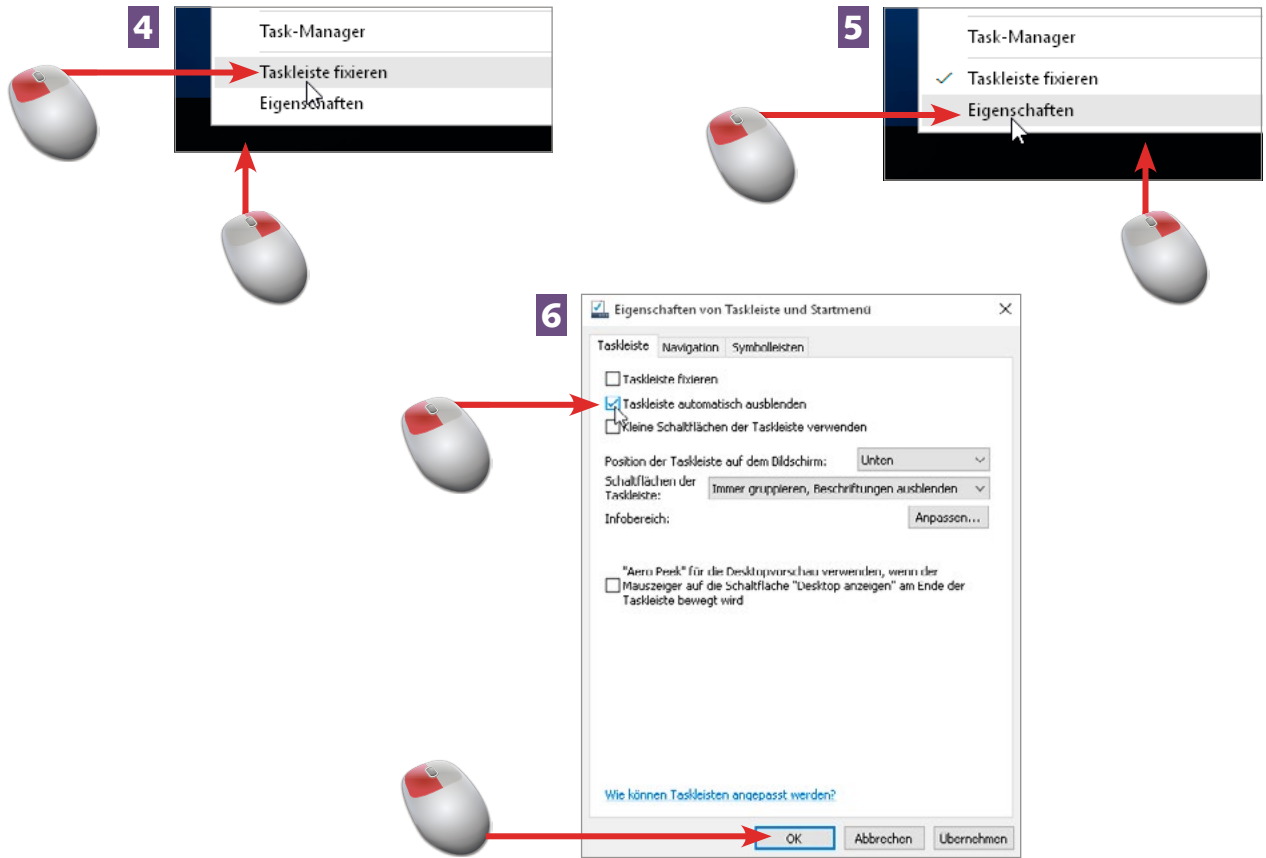 4
Task-Manager
Taskleiste fixieren
Eigenschaften
5
Task-Manager
Taskleiste fixieren
Eigenschaften
6
Eigenschaften von Taskleiste und Startmenü
Taskleiste Navigation Symbolleisten
Taskleiste fixieren
Taskleiste automatisch ausblenden
Kleine Schaltflächen der Taskleiste verwenden
Position der Taskleiste auf dem Bildschirm: Unten
Schaltflächen der
Taskleiste: Immer gruppieren, Beschriftungen ausblenden
Infobereich: Anpassen...
"Aero Peek" für die Desktopvorschau verwenden, wenn der
Mauszeiger auf die Schaltfläche "Desktop anzeigen" am Ende der
Taskleiste bewegt wird
Wie können Taskleisten angepasst werden?
OK Abbrechen Übernehmen